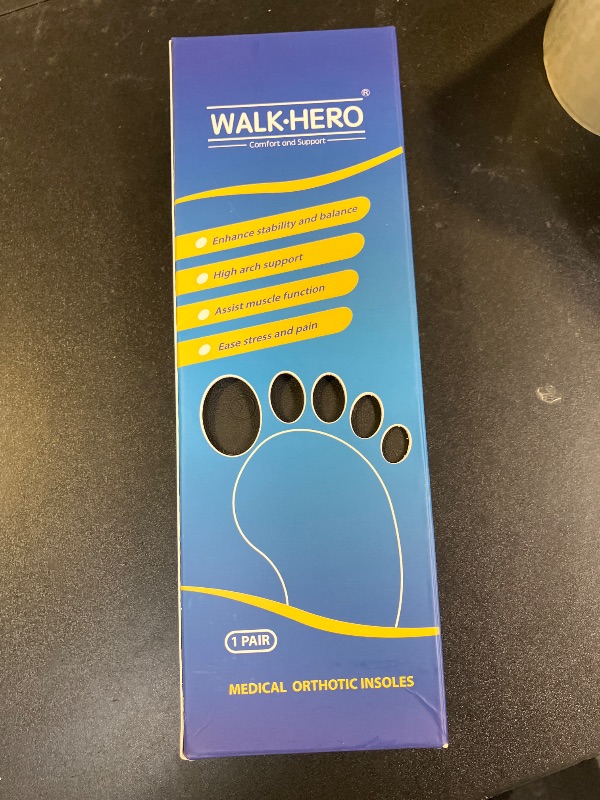 ®
WALK·HERO
Comfort and Support
Enhance stability and balance
High arch support
Assist muscle function
Ease stress and pain
1 PAIR
MEDICAL ORTHOTIC INSOLES